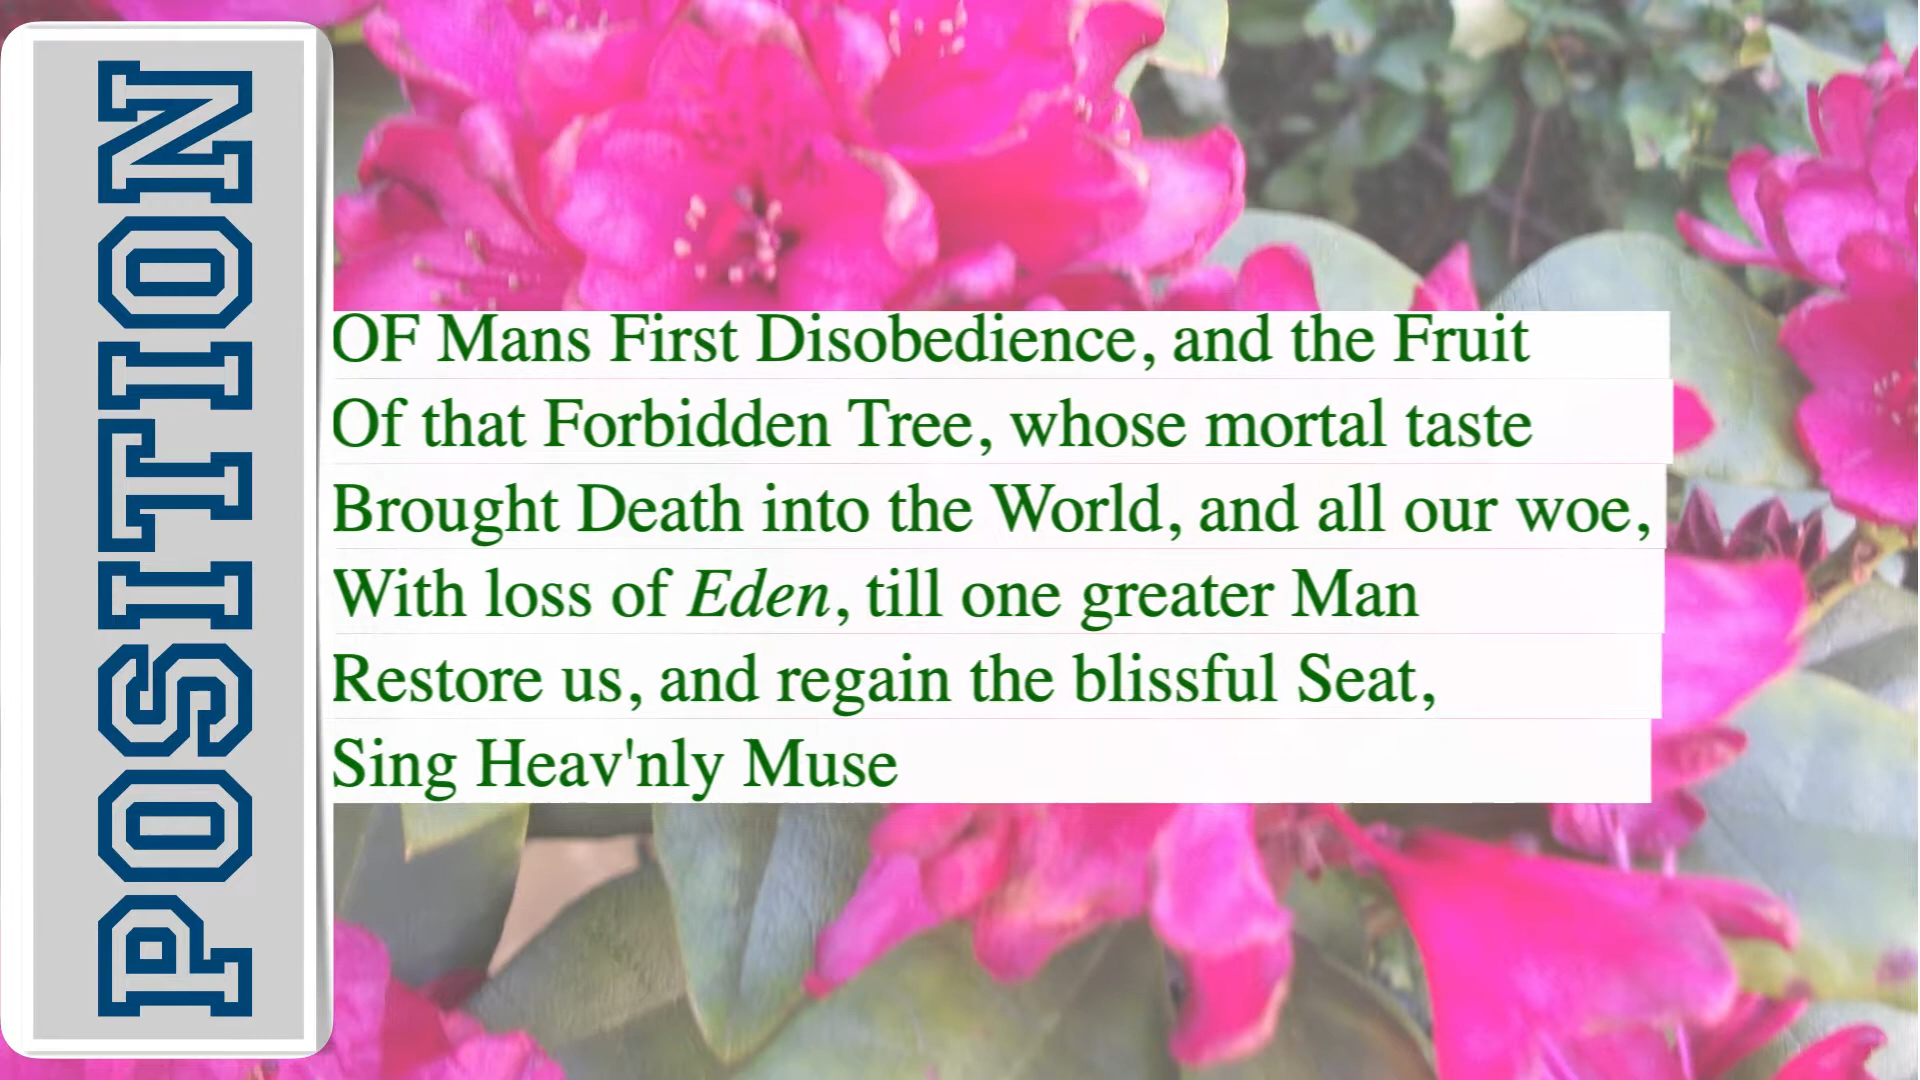 POSITION
OF Mans First Disobedience, and the Fruit
Of that Forbidden Tree, whose mortal taste
Brought Death into the World, and all our woe,
With loss of Eden, till one greater Man
Restore us, and regain the blissful Seat,
Sing Heav'nly Muse